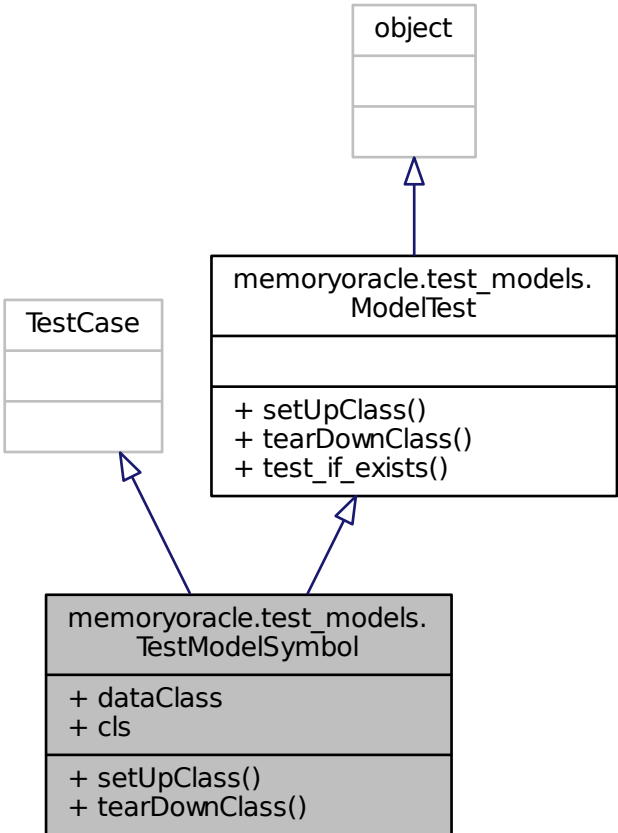 object
memoryoracle.test_models.
ModelTest
+ setUpClass()
+ tearDownClass()
+ test_if_exists()
TestCase
memoryoracle.test_models.
TestModelSymbol
+ dataClass
+ cls
+ setUpClass()
+ tearDownClass()